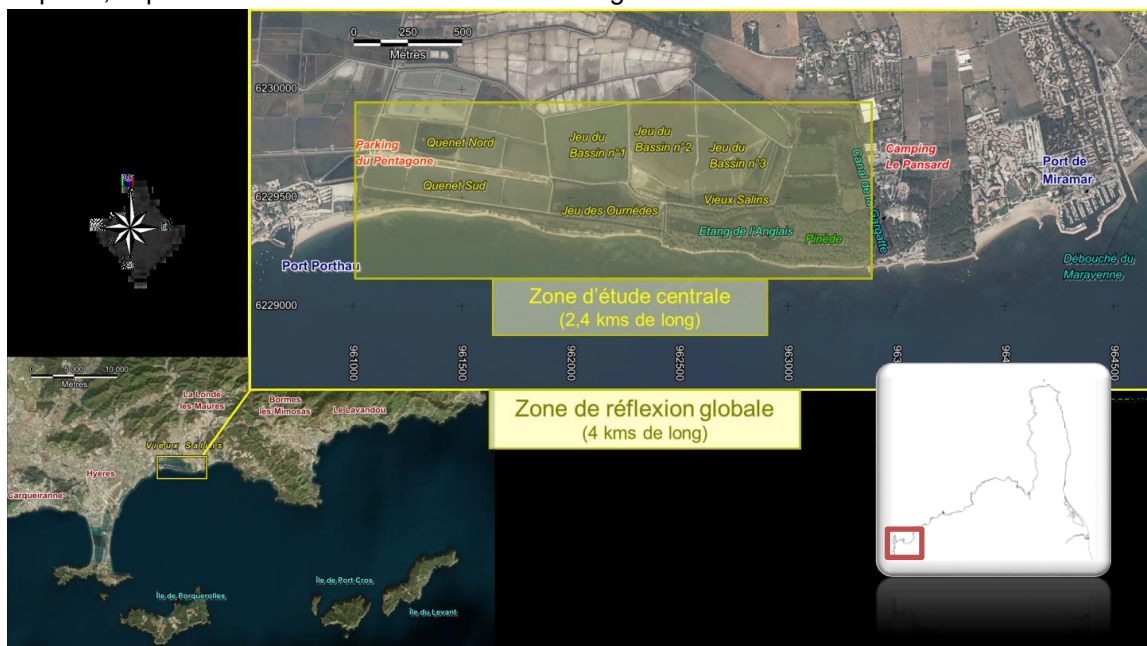 0 250 500
Mètres
6230000
Parking
du Pentagone
Quenet Nord
Jeu du
Bassin n°1
Jeu du
Bassin n°2
Jeu du
Bassin n°3
Camping
Le Pansard
Port de
Miramar
Canal de la Gargatte
6229500
Quenet Sud
Jeu des Ournèdes
Vieux Salins
Etang de l'Anglais
Pinède
Port Porthau
Débouché du
Maravenne
6229000
Zone d'étude centrale
(2,4 kms de long)
961000
961500
962000
962500
963000
964500
Zone de réflexion globale
(4 kms de long)
0 5 000 10 000
Mètres
La Londe
-les-Maures
Bormes
les-Mimosas
Le Lavandou
Vieux Salins
Hyères
Carqueiranne
Île de Porquerolles
Île de Port-Cros
Île du Levant